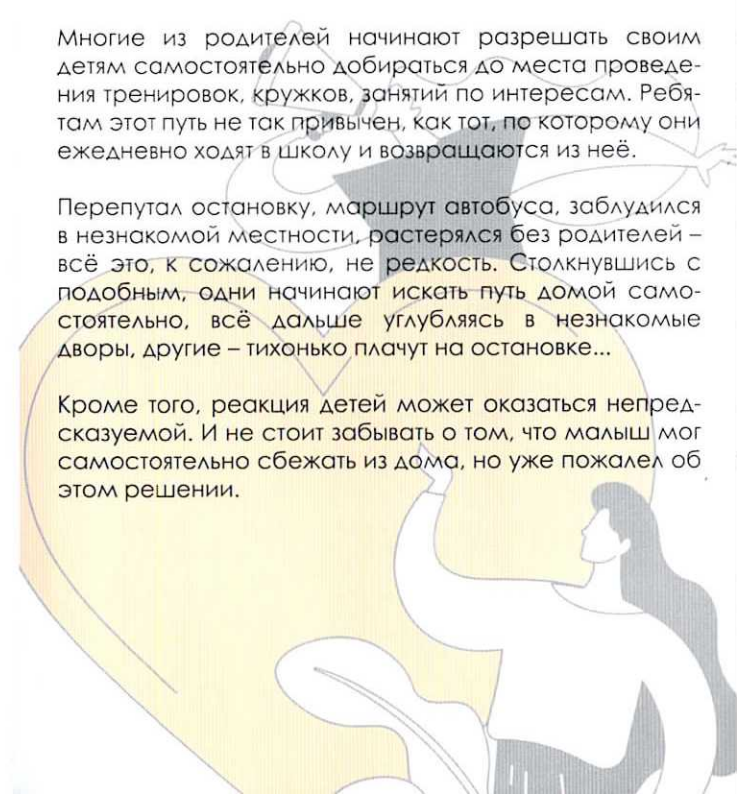 Многие из родителей начинают разрешать своим
детям самостоятельно добираться до места проведе-
ния тренировок, кружков, занятий по интересам. Ребя-
там этот путь не так привычен, как тот, по которому они
ежедневно ходят в школу и возвращаются из неё.
Перепутал остановку, маршрут автобуса, заблудился
в незнакомой местности, растерялся без родителей –
всё это, к сожалению, не редкость. Столкнувшись с
подобным, одни начинают искать путь домой само-
стоятельно, всё дальше углубляясь в незнакомые
дворы, другие – тихонько плачут на остановке...
Кроме того, реакция детей может оказаться непред-
сказуемой. И не стоит забывать о том, что малыш мог
самостоятельно сбежать из дома, но уже пожалел об
этом решении.